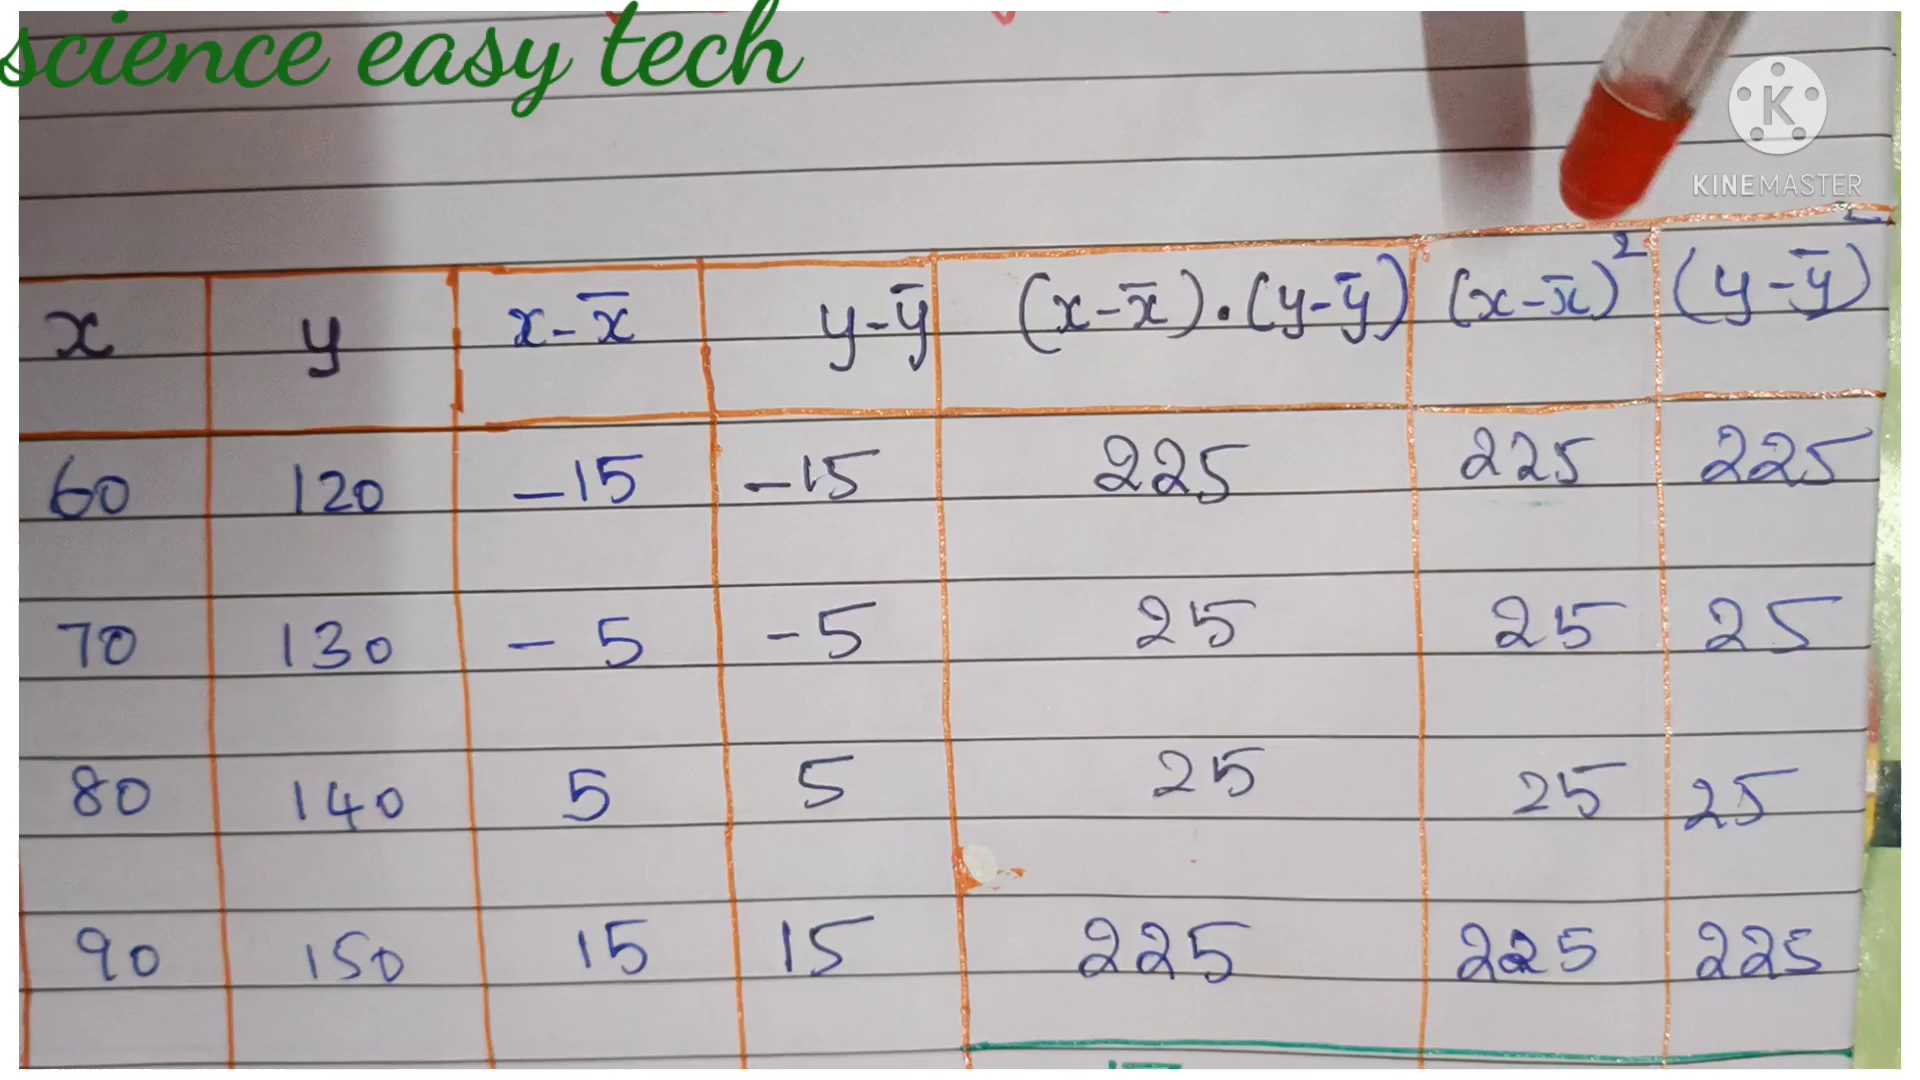 science easy tech
K
KINEMASTER
x y x-x̄ y-ȳ (x-x̄).(y-ȳ) (x-x̄)² (y-ȳ)²
60 120 -15 -15 225 225 225
70 130 -5 -5 25 25 25
80 140 5 5 25 25 25
90 150 15 15 225 225 225